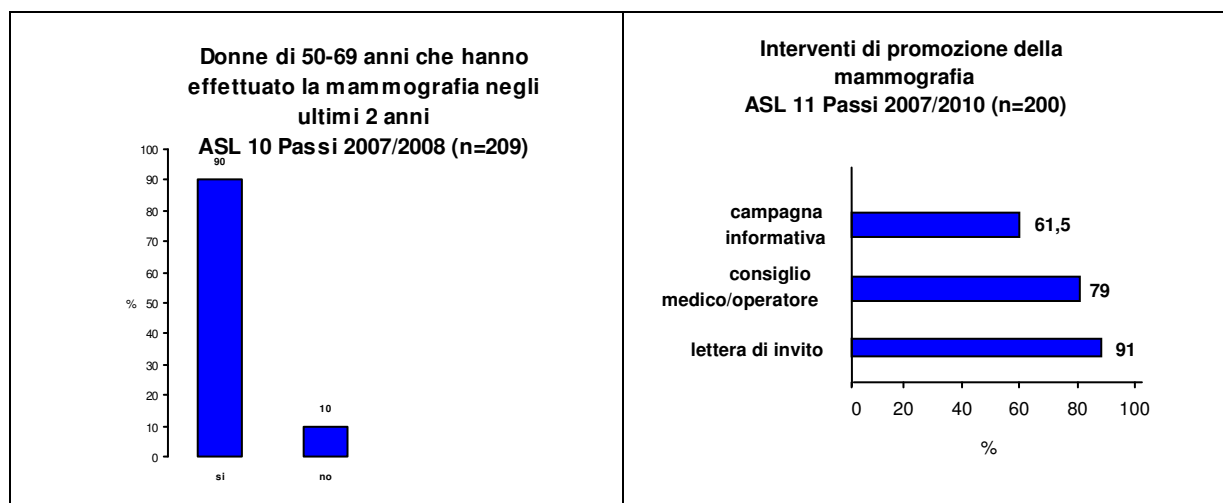 Donne di 50-69 anni che hanno
effettuato la mammografia negli
ultimi 2 anni
ASL 10 Passi 2007/2008 (n=209)
100
90
80
70
60
%
50
40
30
20
10
0
90
10
si
no
Interventi di promozione della
mammografia
ASL 11 Passi 2007/2010 (n=200)
campagna
informativa
61,5
consiglio
medico/operatore
79
lettera di invito
91
0 20 40 60 80 100
%